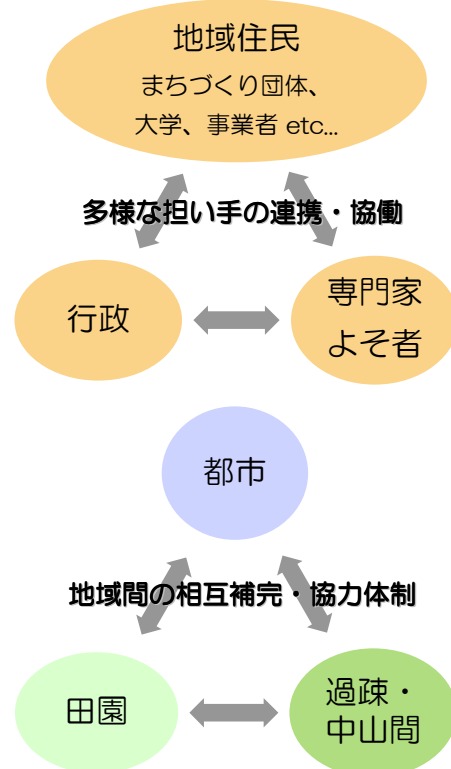 地域住民
まちづくり団体、
大学、事業者 etc...
多様な担い手の連携・協働
行政
専門家
よそ者
都市
地域間の相互補完・協力体制
田園
過疎・
中山間